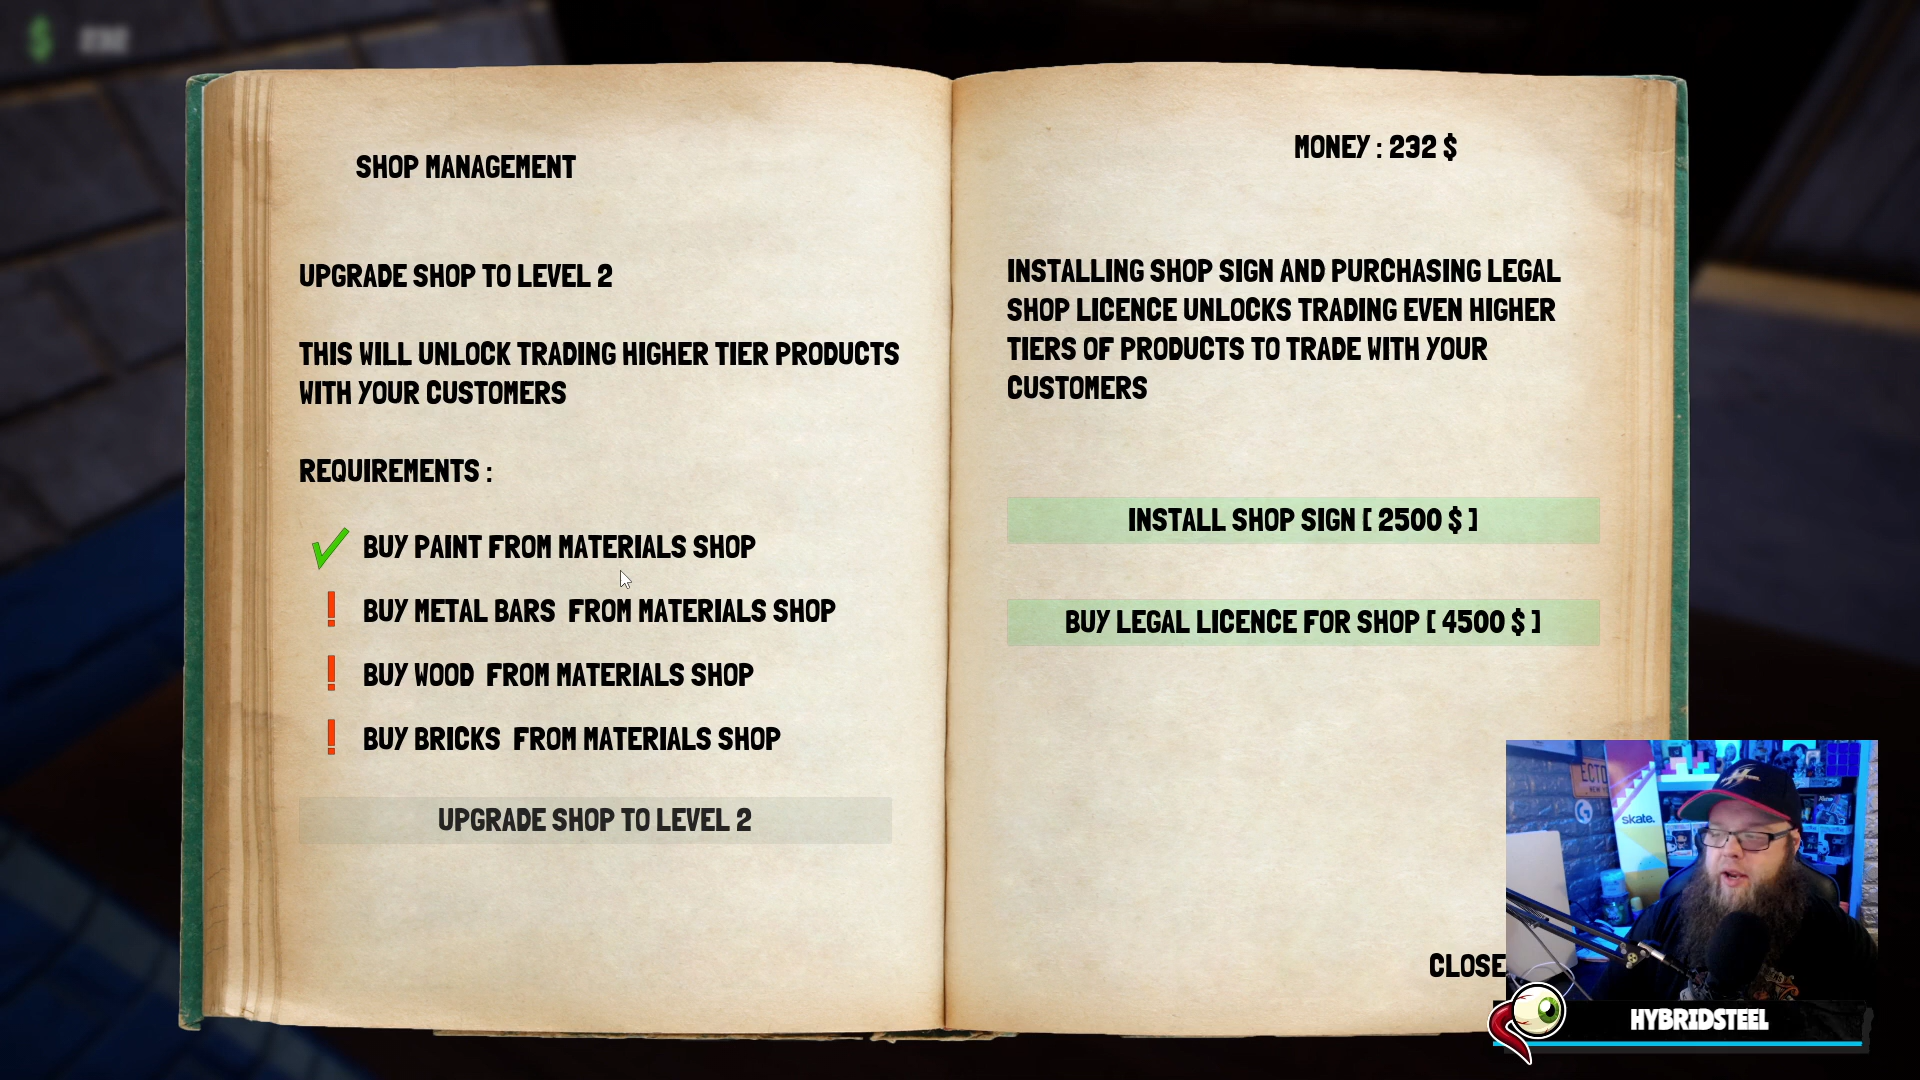 SHOP MANAGEMENT
UPGRADE SHOP TO LEVEL 2
THIS WILL UNLOCK TRADING HIGHER TIER PRODUCTS
WITH YOUR CUSTOMERS
REQUIREMENTS :
BUY PAINT FROM MATERIALS SHOP
BUY METAL BARS FROM MATERIALS SHOP
BUY WOOD FROM MATERIALS SHOP
BUY BRICKS FROM MATERIALS SHOP
UPGRADE SHOP TO LEVEL 2
MONEY : 232 $
INSTALLING SHOP SIGN AND PURCHASING LEGAL
SHOP LICENCE UNLOCKS TRADING EVEN HIGHER
TIERS OF PRODUCTS TO TRADE WITH YOUR
CUSTOMERS
INSTALL SHOP SIGN [ 2500 $ ]
BUY LEGAL LICENCE FOR SHOP [ 4500 $ ]
CLOSE
skate.
HYBRIDSTEEL